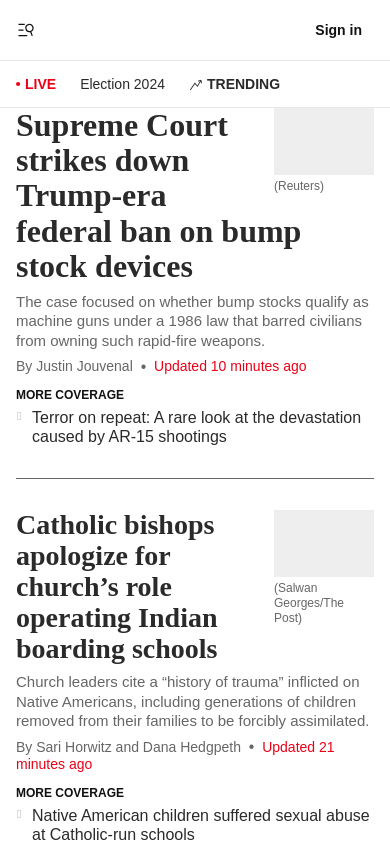 Sign in
LIVE
Election 2024
TRENDING
Supreme Court
strikes down
Trump-era
federal ban on bump
stock devices
(Reuters)
The case focused on whether bump stocks qualify as
machine guns under a 1986 law that barred civilians
from owning such rapid-fire weapons.
By Justin Jouvenal • Updated 10 minutes ago
MORE COVERAGE
Terror on repeat: A rare look at the devastation
caused by AR-15 shootings
Catholic bishops
apologize for
church’s role
operating Indian
boarding schools
(Salwan
Georges/The
Post)
Church leaders cite a “history of trauma” inflicted on
Native Americans, including generations of children
removed from their families to be forcibly assimilated.
By Sari Horwitz and Dana Hedgpeth • Updated 21
minutes ago
MORE COVERAGE
Native American children suffered sexual abuse
at Catholic-run schools